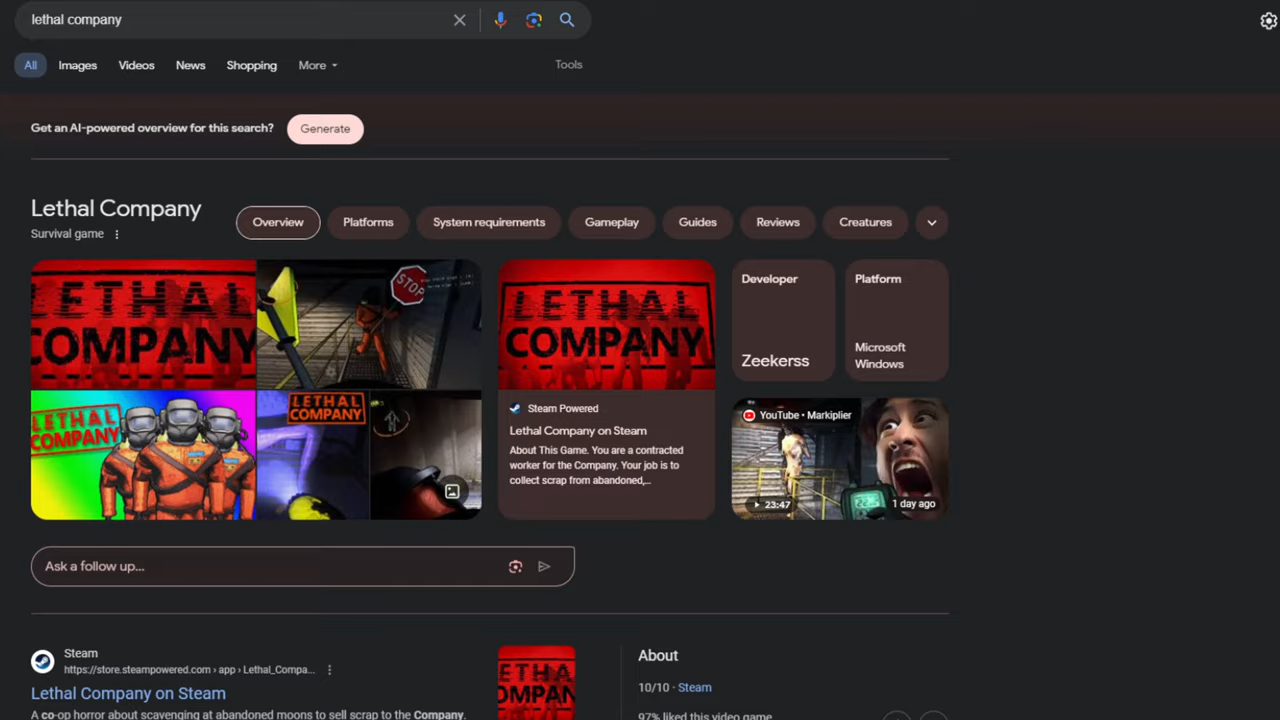 lethal company
All
Images
Videos
News
Shopping
More
Tools
Get an AI-powered overview for this search?
Generate
Lethal Company
Survival game
Overview
Platforms
System requirements
Gameplay
Guides
Reviews
Creatures
LETHAL
COMPANY
STOP
LETHAL
COMPANY
LETHAL
COMPANY
LETHAL
COMPANY
Steam Powered
Lethal Company on Steam
About This Game. You are a contracted
worker for the Company. Your job is to
collect scrap from abandoned,...
Developer
Zeekerss
Platform
Microsoft
Windows
YouTube • Markiplier
23:47
1 day ago
Ask a follow up...
Steam
https://store.steampowered.com › app › Lethal_Compa...
Lethal Company on Steam
A co-op horror about scavenging at abandoned moons to sell scrap to the Company.
LETHAL
COMPAN
About
10/10 · Steam
97% liked this video game